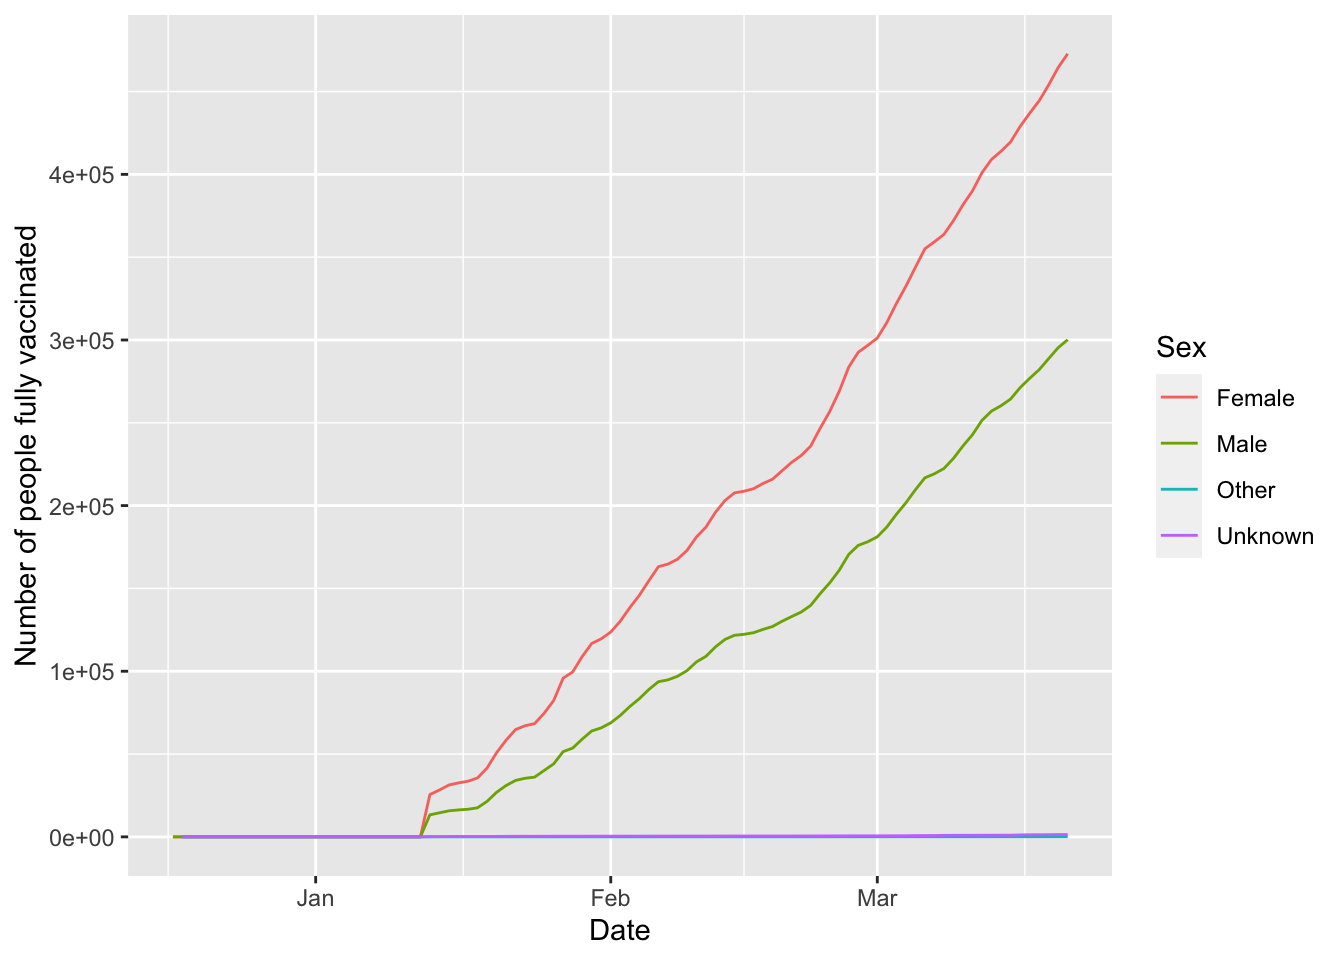 Number of people fully vaccinated
4e+05
3e+05
2e+05
1e+05
0e+00
Jan
Feb
Mar
Date
Sex
Female
Male
Other
Unknown